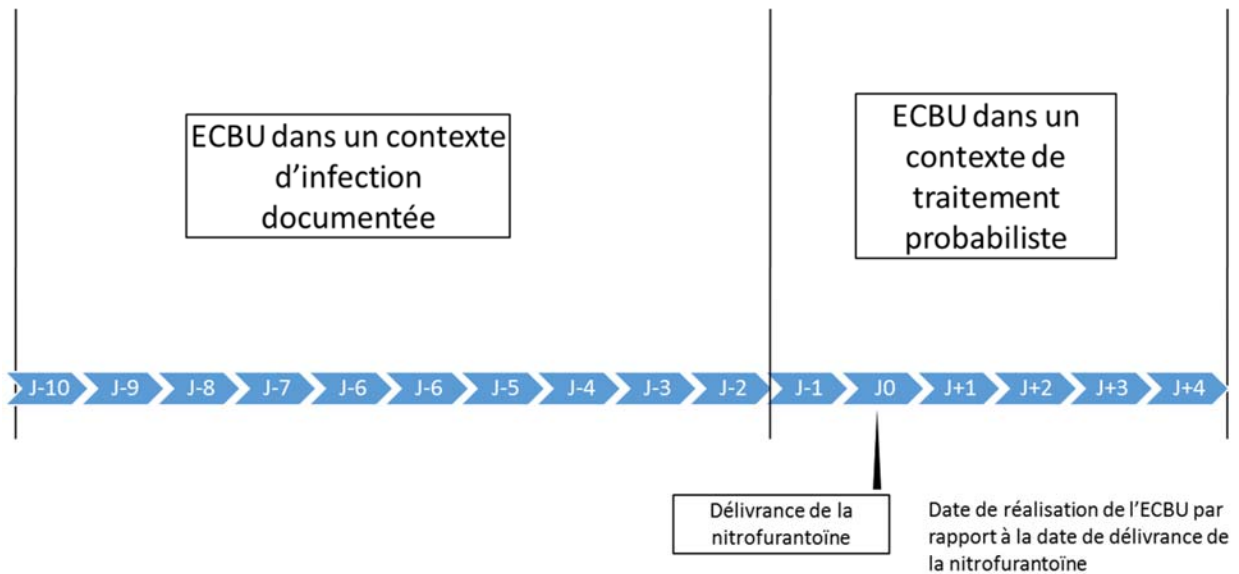 ECBU dans un contexte
d'infection
documentée
ECBU dans un
contexte de
traitement
probabiliste
J-10 J-9 J-8 J-7 J-6 J-6 J-5 J-4 J-3 J-2 J-1 J0 J+1 J+2 J+3 J+4
Délivrance de la
nitrofurantoïne
Date de réalisation de l'ECBU par
rapport à la date de délivrance de
la nitrofurantoïne